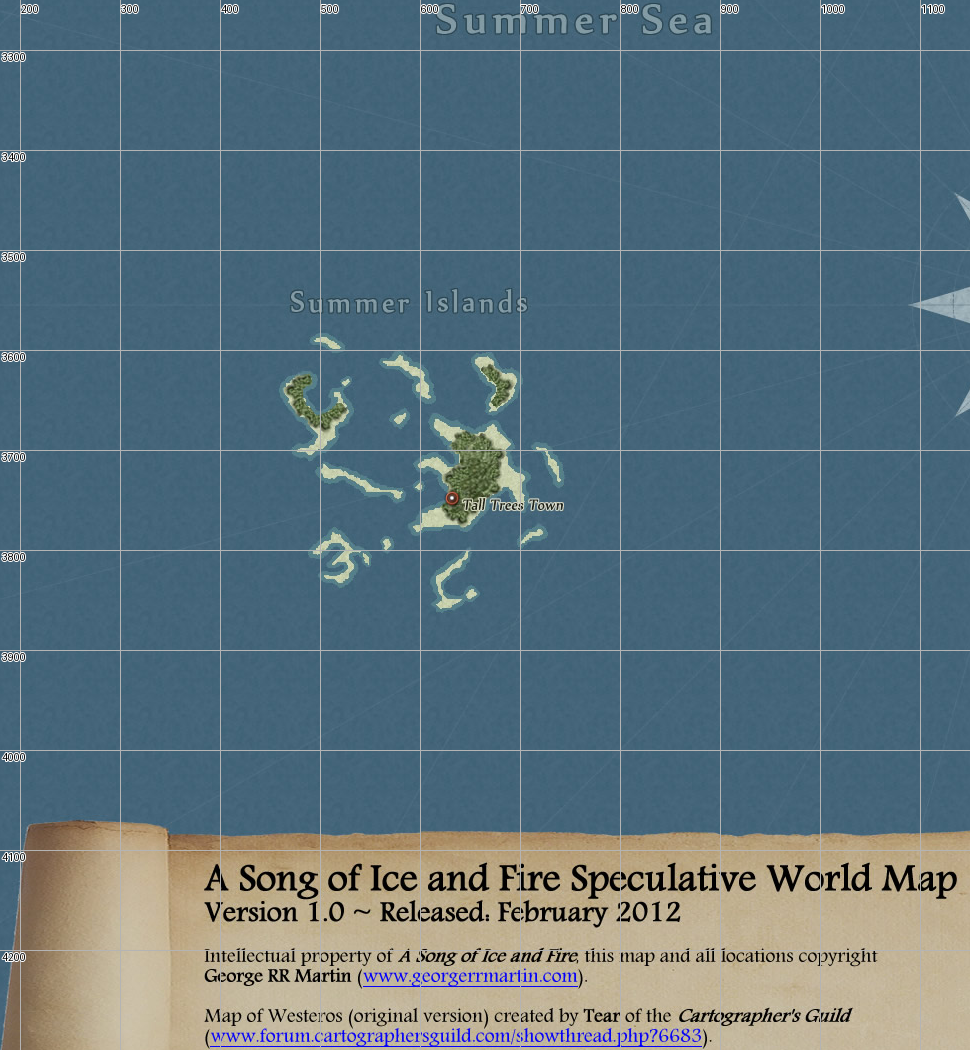 200 300 400 500 600 700 800 900 1000 1100
Summer Sea
3300
3400
3500
Summer Islands
3600
3700
Tall Trees Town
3800
3900
4000
4100
A Song of Ice and Fire Speculative World Map
Version 1.0 ~ Released: February 2012
4200
Intellectual property of A Song of Ice and Fire, this map and all locations copyright
George RR Martin (www.georgerrmartin.com).
Map of Westeros (original version) created by Tear of the Cartographer's Guild
(www.forum.cartographersguild.com/showthread.php?6683).